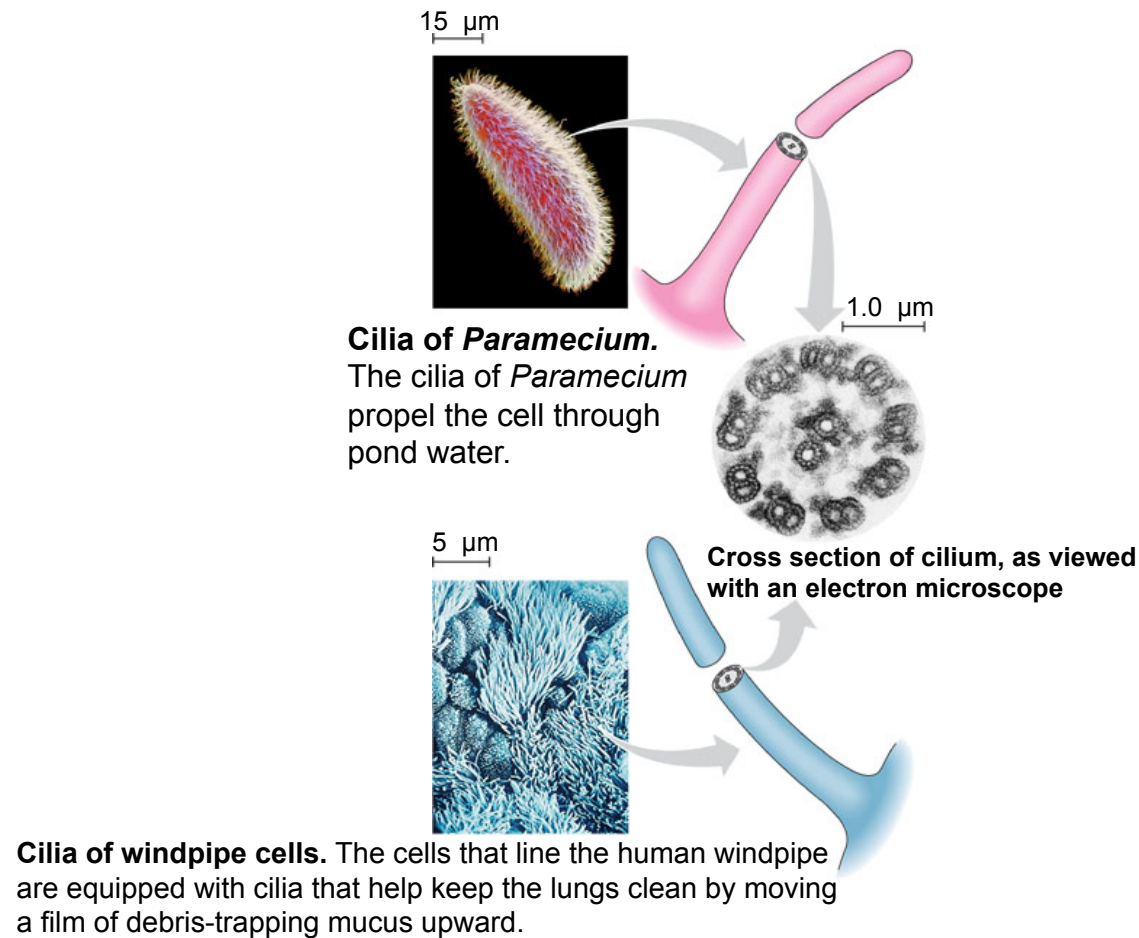 15 µm
Cilia of Paramecium.
The cilia of Paramecium
propel the cell through
pond water.
1.0 µm
Cross section of cilium, as viewed
with an electron microscope
5 µm
Cilia of windpipe cells. The cells that line the human windpipe
are equipped with cilia that help keep the lungs clean by moving
a film of debris-trapping mucus upward.